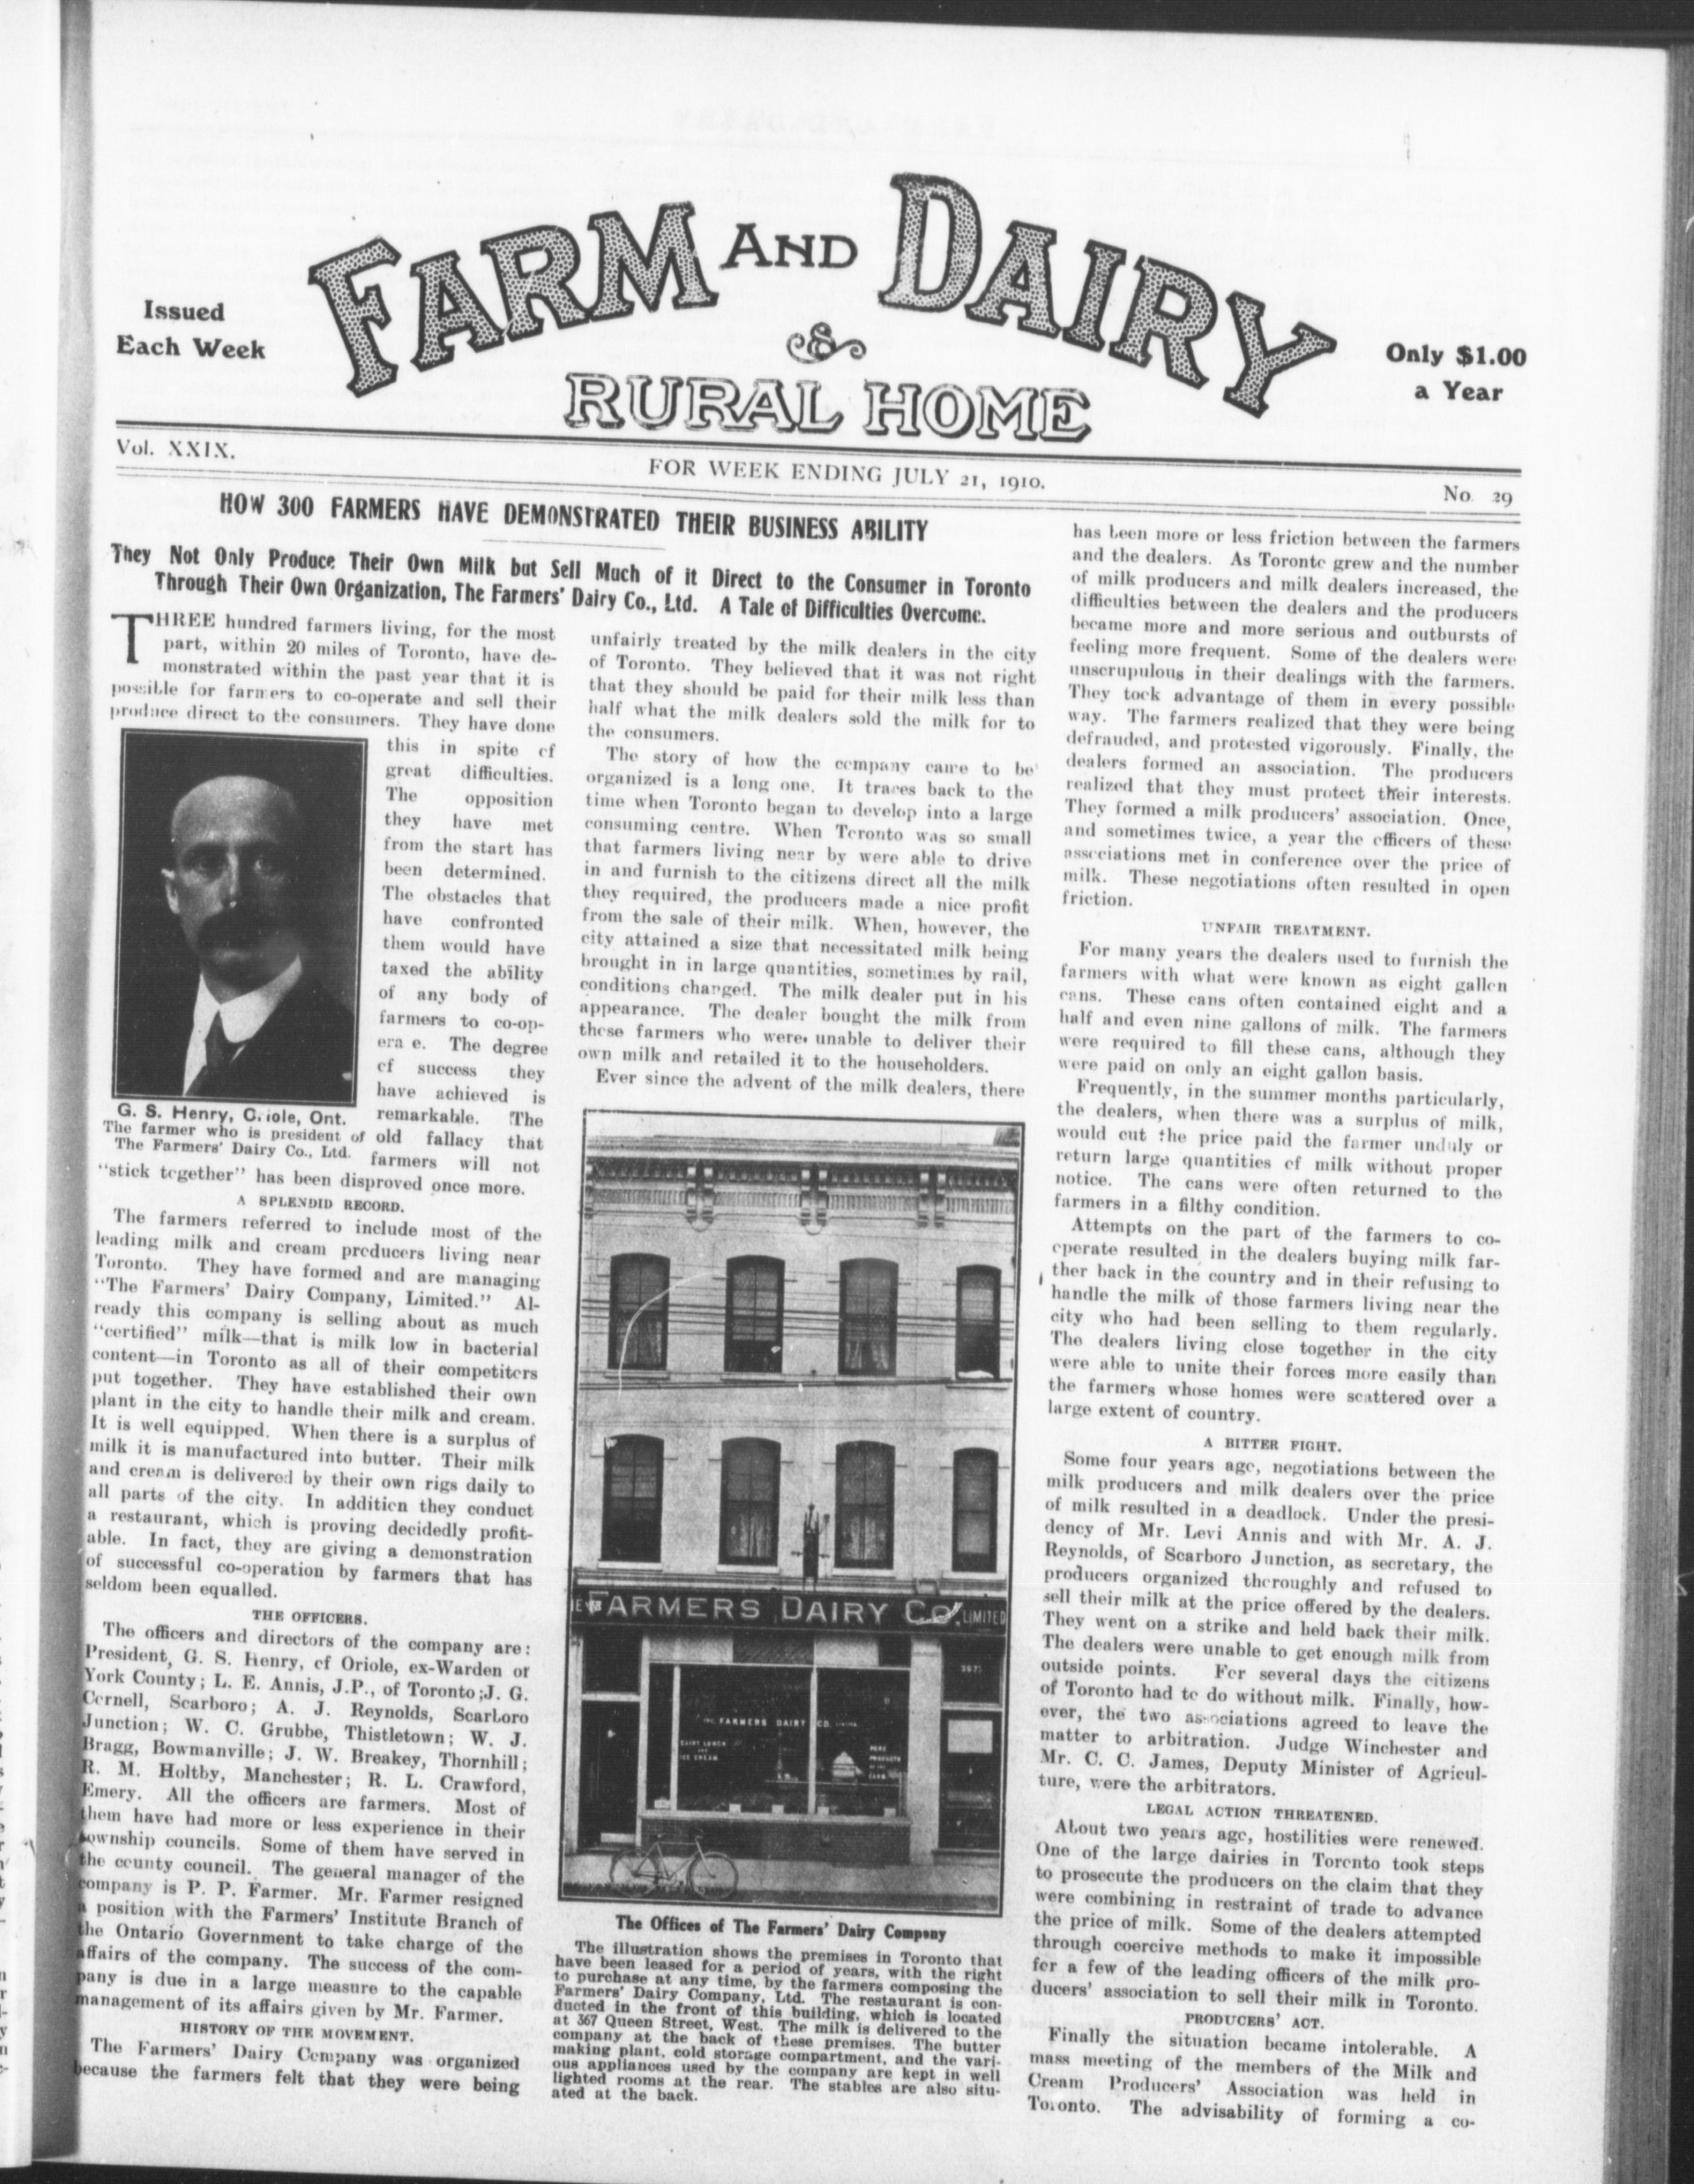 Issued
Each Week
FARM AND DAIRY
&
RURAL HOME
Only $1.00
a Year
Vol. XXIX.
FOR WEEK ENDING JULY 21, 1910.
No. 29
HOW 300 FARMERS HAVE DEMONSTRATED THEIR BUSINESS ABILITY
They Not Only Produce Their Own Milk but Sell Much of it Direct to the Consumer in Toronto
Through Their Own Organization, The Farmers' Dairy Co., Ltd. A Tale of Difficulties Overcome.
THREE hundred farmers living, for the most
part, within 20 miles of Toronto, have de-
monstrated within the past year that it is
possible for farmers to co-operate and sell their
produce direct to the consumers. They have done
this in spite of
great difficulties.
The opposition
they have met
from the start has
been determined.
The obstacles that
have confronted
them would have
taxed the ability
of any body of
farmers to co-op-
era e. The degree
of success they
have achieved is
remarkable. The
old fallacy that
farmers will not
"stick together" has been disproved once more.
G. S. Henry, C.iole, Ont.
The farmer who is president of
The Farmers' Dairy Co., Ltd.
A SPLENDID RECORD.
The farmers referred to include most of the
leading milk and cream producers living near
Toronto. They have formed and are managing
"The Farmers' Dairy Company, Limited." Al-
ready this company is selling about as much
"certified" milk—that is milk low in bacterial
content—in Toronto as all of their competitors
put together. They have established their own
plant in the city to handle their milk and cream.
It is well equipped. When there is a surplus of
milk it is manufactured into butter. Their milk
and cream is delivered by their own rigs daily to
all parts of the city. In addition they conduct
a restaurant, which is proving decidedly profit-
able. In fact, they are giving a demonstration
of successful co-operation by farmers that has
seldom been equalled.
THE OFFICERS.
The officers and directors of the company are:
President, G. S. Henry, of Oriole, ex-Warden or
York County; L. E. Annis, J.P., of Toronto; J. G.
Cornell, Scarboro; A. J. Reynolds, Scarboro
Junction; W. C. Grubbe, Thistletown; W. J.
Bragg, Bowmanville; J. W. Breakey, Thornhill;
R. M. Holtby, Manchester; R. L. Crawford,
Emery. All the officers are farmers. Most of
them have had more or less experience in their
township councils. Some of them have served in
the county council. The general manager of the
company is P. P. Farmer. Mr. Farmer resigned
a position with the Farmers' Institute Branch of
the Ontario Government to take charge of the
affairs of the company. The success of the com-
pany is due in a large measure to the capable
management of its affairs given by Mr. Farmer.
HISTORY OF THE MOVEMENT.
The Farmers' Dairy Company was organized
because the farmers felt that they were being
unfairly treated by the milk dealers in the city
of Toronto. They believed that it was not right
that they should be paid for their milk less than
half what the milk dealers sold the milk for to
the consumers.
The story of how the company came to be
organized is a long one. It traces back to the
time when Toronto began to develop into a large
consuming centre. When Toronto was so small
that farmers living near by were able to drive
in and furnish to the citizens direct all the milk
they required, the producers made a nice profit
from the sale of their milk. When, however, the
city attained a size that necessitated milk being
brought in in large quantities, sometimes by rail,
conditions changed. The milk dealer put in his
appearance. The dealer bought the milk from
these farmers who were unable to deliver their
own milk and retailed it to the householders.
Ever since the advent of the milk dealers, there
FARMERS DAIRY Co. LIMITED
367½
THE FARMERS DAIRY CO. LIMITED
DAIRY LUNCH
AND
ICE CREAM
PURE
PRODUCTS
OF THE
FARM
The Offices of The Farmers' Dairy Company
The illustration shows the premises in Toronto that
have been leased for a period of years, with the right
to purchase at any time, by the farmers composing the
Farmers' Dairy Company, Ltd. The restaurant is con-
ducted in the front of this building, which is located
at 367 Queen Street, West. The milk is delivered to the
company at the back of these premises. The butter
making plant, cold storage compartment, and the vari-
ous appliances used by the company are kept in well
lighted rooms at the rear. The stables are also situ-
ated at the back.
has been more or less friction between the farmers
and the dealers. As Toronto grew and the number
of milk producers and milk dealers increased, the
difficulties between the dealers and the producers
became more and more serious and outbursts of
feeling more frequent. Some of the dealers were
unscrupulous in their dealings with the farmers.
They took advantage of them in every possible
way. The farmers realized that they were being
defrauded, and protested vigorously. Finally, the
dealers formed an association. The producers
realized that they must protect their interests.
They formed a milk producers' association. Once,
and sometimes twice, a year the officers of these
associations met in conference over the price of
milk. These negotiations often resulted in open
friction.
UNFAIR TREATMENT.
For many years the dealers used to furnish the
farmers with what were known as eight gallon
cans. These cans often contained eight and a
half and even nine gallons of milk. The farmers
were required to fill these cans, although they
were paid on only an eight gallon basis.
Frequently, in the summer months particularly,
the dealers, when there was a surplus of milk,
would cut the price paid the farmer unduly or
return large quantities of milk without proper
notice. The cans were often returned to the
farmers in a filthy condition.
Attempts on the part of the farmers to co-
operate resulted in the dealers buying milk far-
ther back in the country and in their refusing to
handle the milk of those farmers living near the
city who had been selling to them regularly.
The dealers living close together in the city
were able to unite their forces more easily than
the farmers whose homes were scattered over a
large extent of country.
A BITTER FIGHT.
Some four years ago, negotiations between the
milk producers and milk dealers over the price
of milk resulted in a deadlock. Under the presi-
dency of Mr. Levi Annis and with Mr. A. J.
Reynolds, of Scarboro Junction, as secretary, the
producers organized thoroughly and refused to
sell their milk at the price offered by the dealers.
They went on a strike and held back their milk.
The dealers were unable to get enough milk from
outside points. For several days the citizens
of Toronto had to do without milk. Finally, how-
ever, the two associations agreed to leave the
matter to arbitration. Judge Winchester and
Mr. C. C. James, Deputy Minister of Agricul-
ture, were the arbitrators.
LEGAL ACTION THREATENED.
About two years ago, hostilities were renewed.
One of the large dairies in Toronto took steps
to prosecute the producers on the claim that they
were combining in restraint of trade to advance
the price of milk. Some of the dealers attempted
through coercive methods to make it impossible
for a few of the leading officers of the milk pro-
ducers' association to sell their milk in Toronto.
PRODUCERS' ACT.
Finally the situation became intolerable. A
mass meeting of the members of the Milk and
Cream Producers' Association was held in
Toronto. The advisability of forming a co-